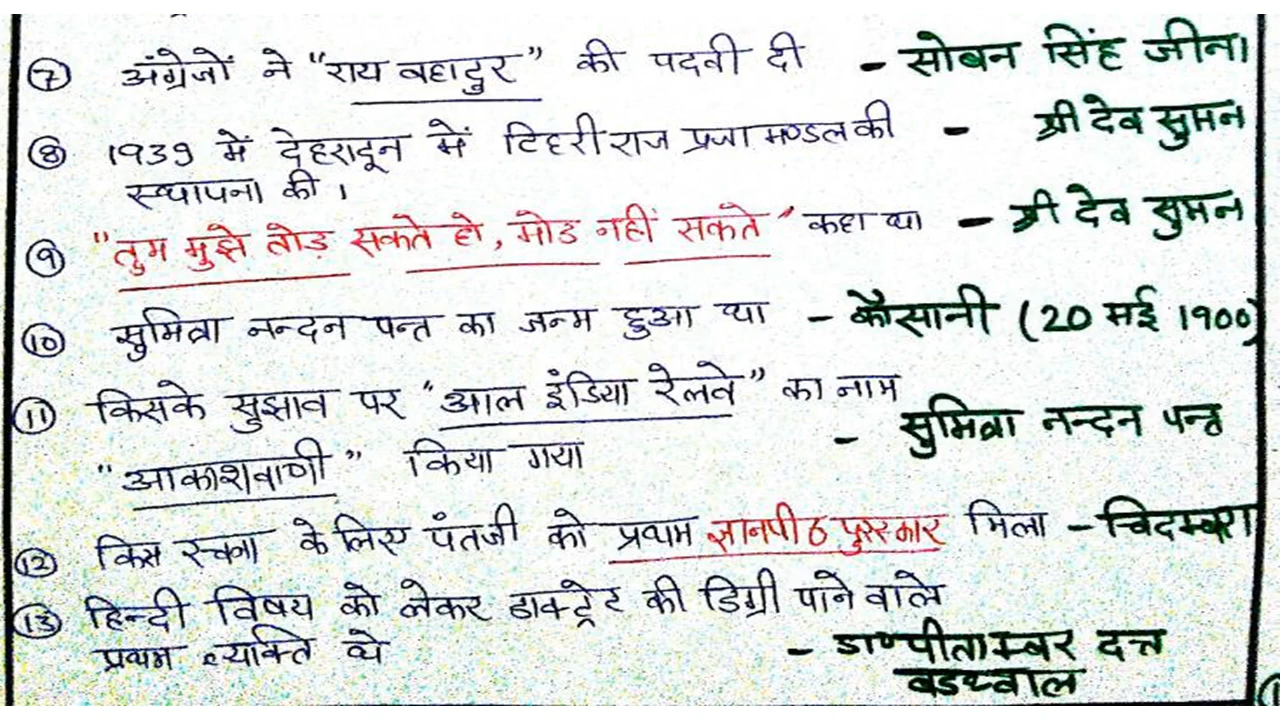 ⑦ अंग्रेजों ने "राय बहादुर" की पदवी दी - सोबन सिंह जीना
⑧ 1939 में देहरादून में टिहरी राज प्रजा मण्डल की - श्री देव सुमन
स्थापना की।
⑨ "तुम मुझे तोड़ सकते हो, मोड नहीं सकते" कहा था - श्री देव सुमन
⑩ सुमित्रा नन्दन पन्त का जन्म हुआ था - कौसानी (20 मई 1900)
⑪ किसके सुझाव पर "आल इंडिया रेलवे" का नाम
- सुमित्रा नन्दन पन्त
"आकाशवाणी" किया गया
⑫ किस रचना के लिए पंतजी को प्रथम ज्ञानपीठ पुरस्कार मिला - चिदम्बरा
⑬ हिन्दी विषय को लेकर डाक्ट्रेट की डिग्री पाने वाले
प्रथम व्यक्ति थे - डा० पीताम्बर दत्त
बडथ्वाल